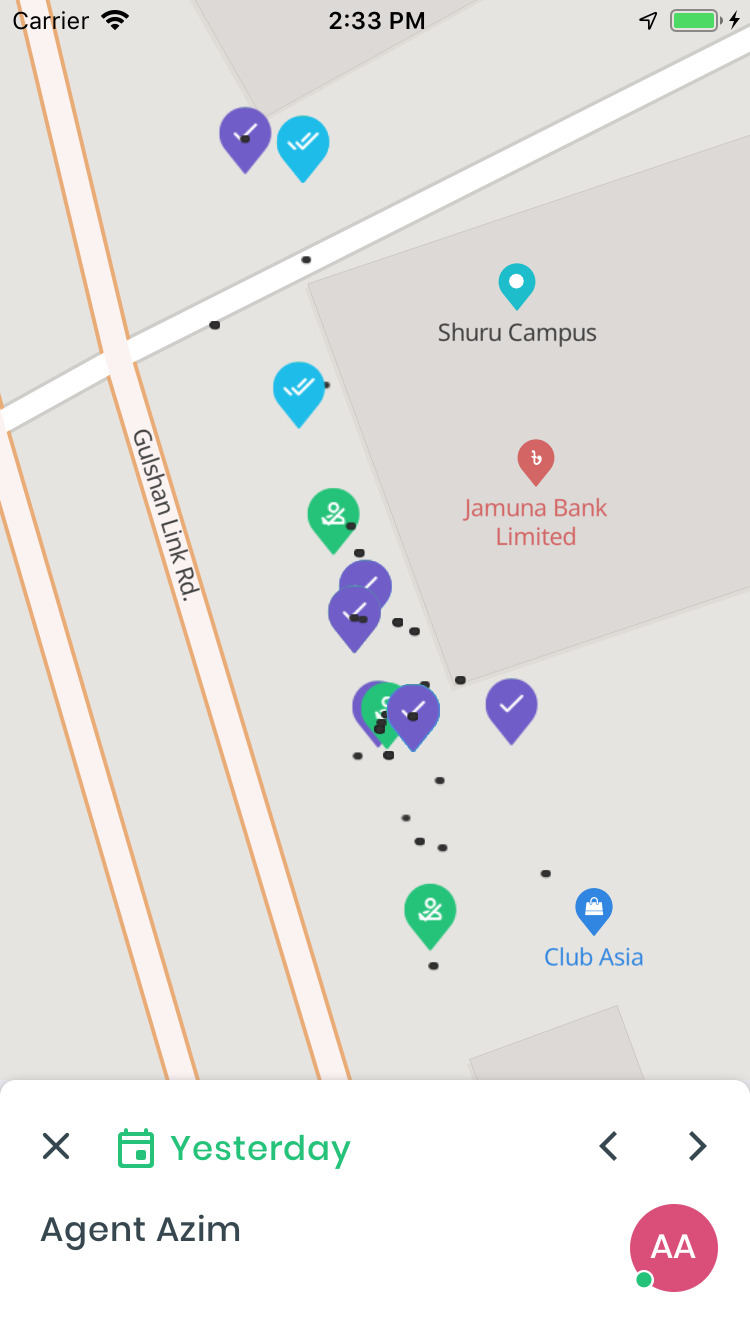 Carrier 2:33 PM
Shuru Campus
Jamuna Bank
Limited
Gulshan Link Rd.
Club Asia
Yesterday
Agent Azim
AA